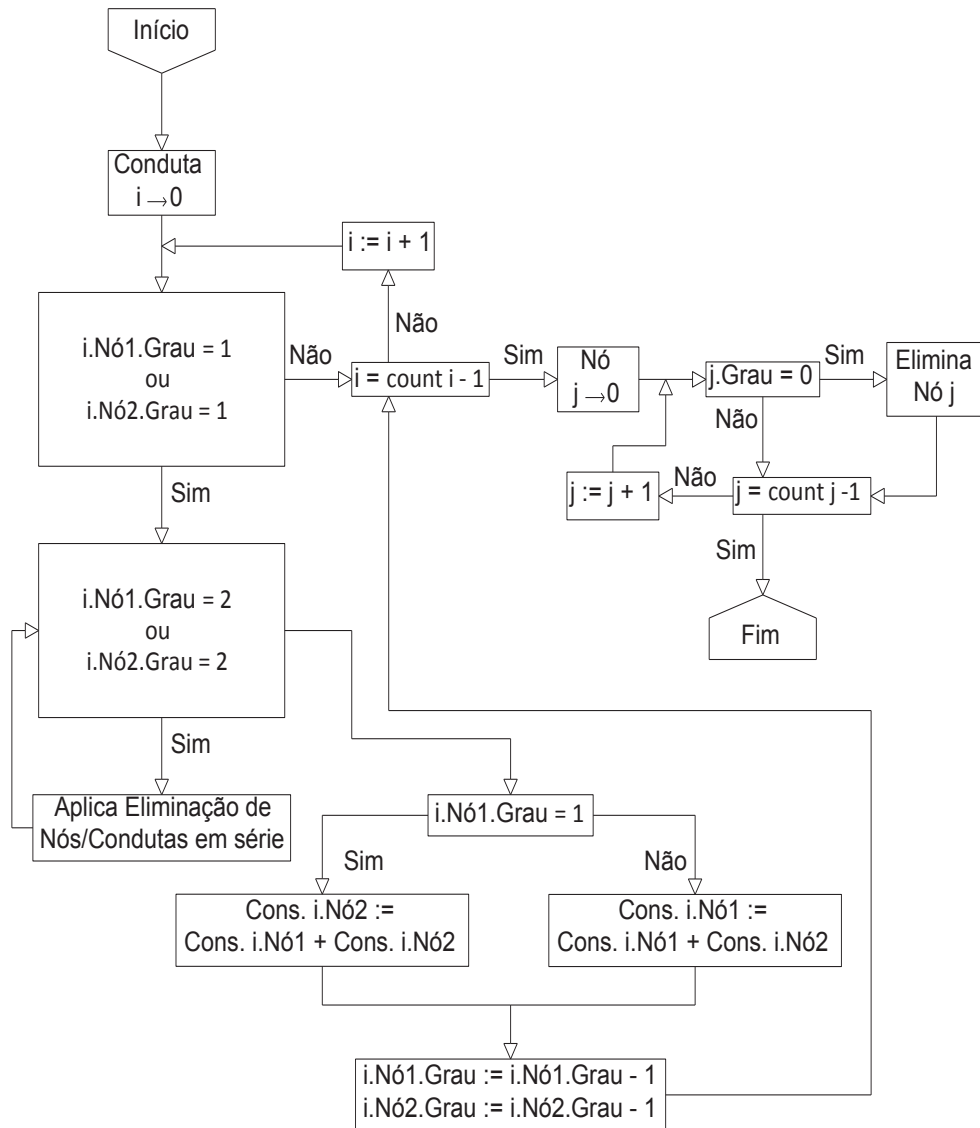 Início
Conduta
i →0
i := i + 1
Não
i.Nó1.Grau = 1
ou
i.Nó2.Grau = 1
Não
i = count i - 1
Sim
Nó
j →0
j.Grau = 0
Sim
Elimina
Nó j
Não
j := j + 1
Não
j = count j -1
Sim
Sim
Fim
i.Nó1.Grau = 2
ou
i.Nó2.Grau = 2
Sim
Aplica Eliminação de
Nós/Condutas em série
i.Nó1.Grau = 1
Sim
Não
Cons. i.Nó2 :=
Cons. i.Nó1 + Cons. i.Nó2
Cons. i.Nó1 :=
Cons. i.Nó1 + Cons. i.Nó2
i.Nó1.Grau := i.Nó1.Grau - 1
i.Nó2.Grau := i.Nó2.Grau - 1